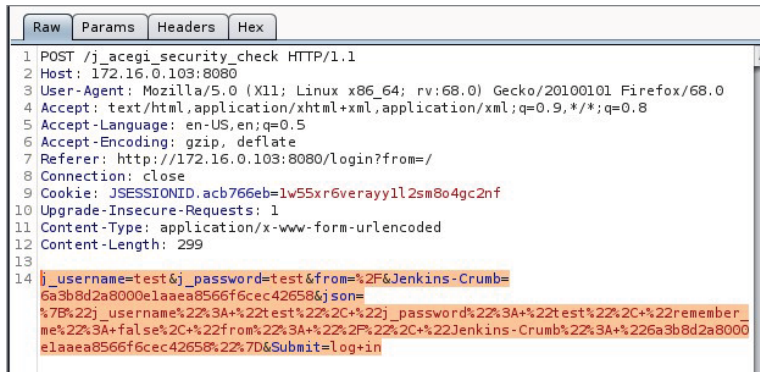 Raw Params Headers Hex
1 POST /j_acegi_security_check HTTP/1.1
2 Host: 172.16.0.103:8080
3 User-Agent: Mozilla/5.0 (X11; Linux x86_64; rv:68.0) Gecko/20100101 Firefox/68.0
4 Accept: text/html,application/xhtml+xml,application/xml;q=0.9,*/*;q=0.8
5 Accept-Language: en-US,en;q=0.5
6 Accept-Encoding: gzip, deflate
7 Referer: http://172.16.0.103:8080/login?from=/
8 Connection: close
9 Cookie: JSESSIONID.acb766eb=1w55xr6verayy1l2sm8o4gc2nf
10 Upgrade-Insecure-Requests: 1
11 Content-Type: application/x-www-form-urlencoded
12 Content-Length: 299
13
14 j_username=test&j_password=test&from=%2F&Jenkins-Crumb=
6a3b8d2a8000e1aaea8566f6cec42658&json=
%7B%22j_username%22%3A+%22test%22%2C+%22j_password%22%3A+%22test%22%2C+%22remember_
me%22%3A+false%2C+%22from%22%3A+%22%2F%22%2C+%22Jenkins-Crumb%22%3A+%226a3b8d2a8000
e1aaea8566f6cec42658%22%7D&Submit=log+in